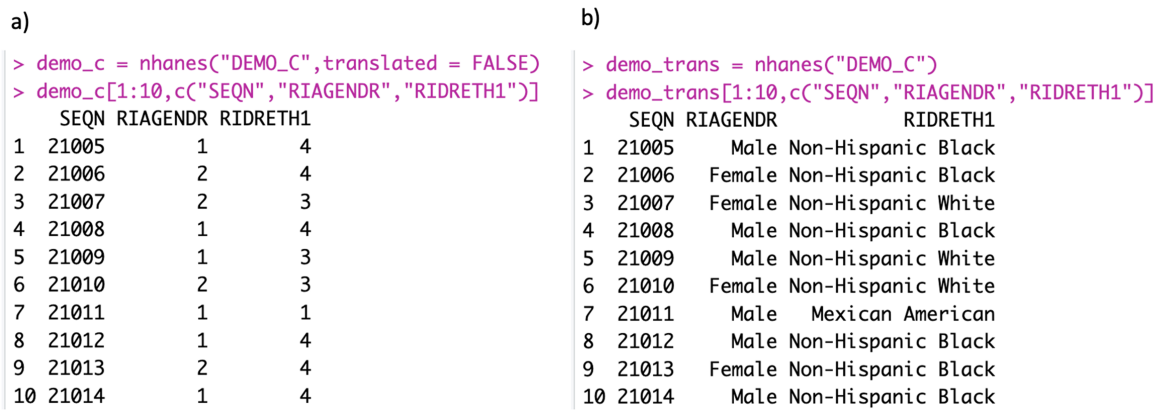 a)
> demo_c = nhanes("DEMO_C",translated = FALSE)
> demo_c[1:10,c("SEQN","RIAGENDR","RIDRETH1")]
SEQN RIAGENDR RIDRETH1
1 21005 1 4
2 21006 2 4
3 21007 2 3
4 21008 1 4
5 21009 1 3
6 21010 2 3
7 21011 1 1
8 21012 1 4
9 21013 2 4
10 21014 1 4
b)
> demo_trans = nhanes("DEMO_C")
> demo_trans[1:10,c("SEQN","RIAGENDR","RIDRETH1")]
SEQN RIAGENDR RIDRETH1
1 21005 Male Non-Hispanic Black
2 21006 Female Non-Hispanic Black
3 21007 Female Non-Hispanic White
4 21008 Male Non-Hispanic Black
5 21009 Male Non-Hispanic White
6 21010 Female Non-Hispanic White
7 21011 Male Mexican American
8 21012 Male Non-Hispanic Black
9 21013 Female Non-Hispanic Black
10 21014 Male Non-Hispanic Black